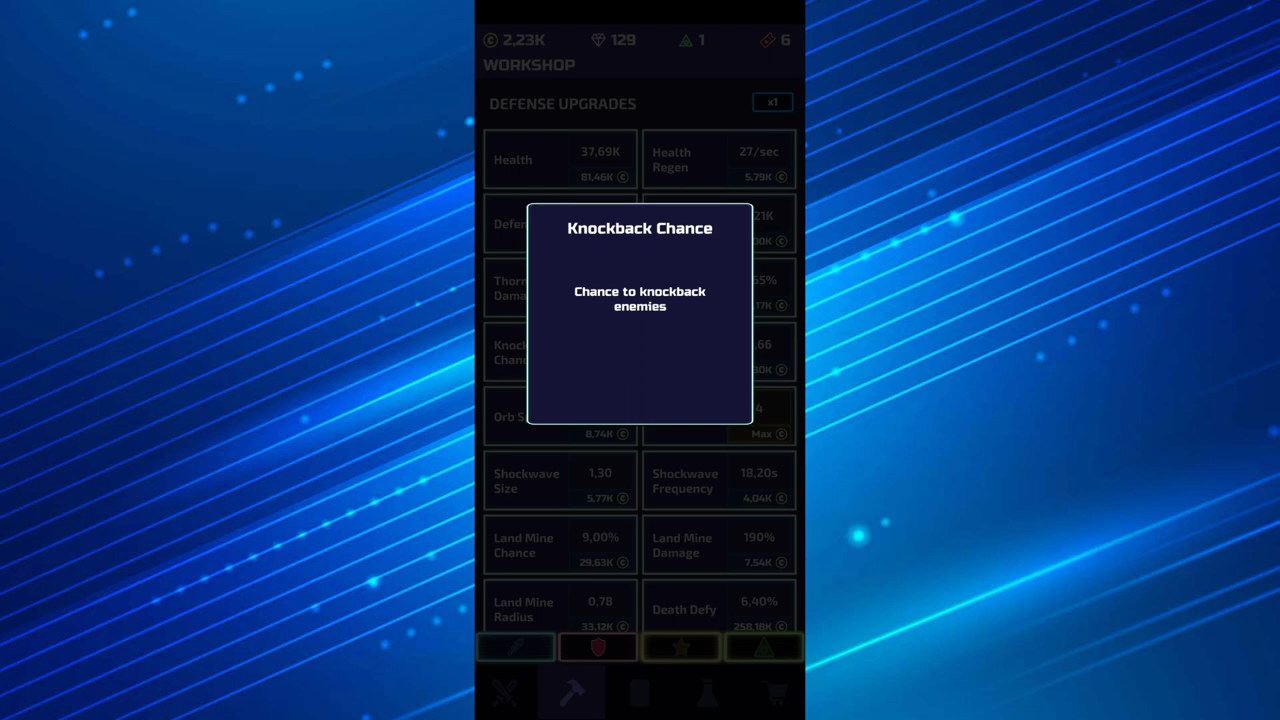 2,23K 129 1 6
WORKSHOP
DEFENSE UPGRADES x1
Health 37,69K 81,46K
Health Regen 27/sec 5,79K
Knockback Chance
Chance to knockback
enemies
8,74K
4
Max
Shockwave Size 1,30 5,77K
Shockwave Frequency 18,20s 4,04K
Land Mine Chance 9,00% 29,63K
Land Mine Damage 190% 7,54K
Land Mine Radius 0,78 33,12K
Death Defy 6,40% 258,18K